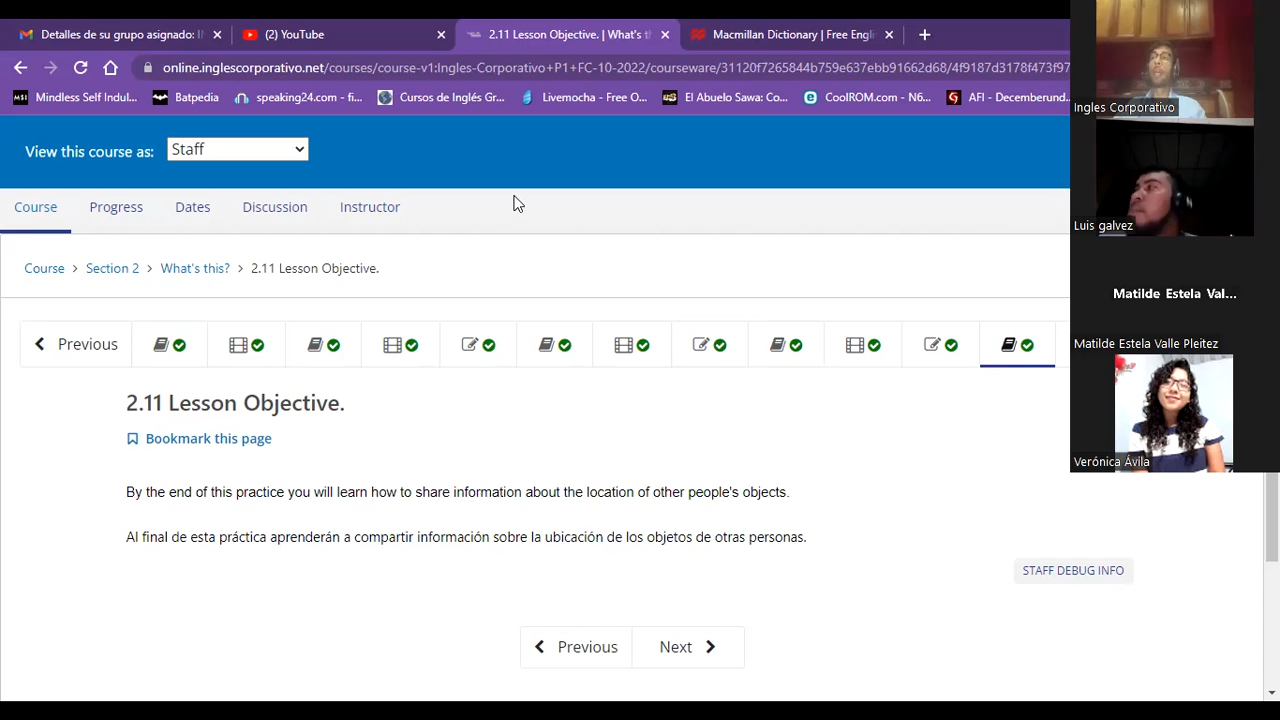 Detalles de su grupo asignado: I
(2) YouTube
2.11 Lesson Objective. | What's t
Macmillan Dictionary | Free Engl
online.inglescorporativo.net/courses/course-v1:Ingles-Corporativo+P1+FC-10-2022/courseware/31120f7265844b759e637ebb91662d68/4f9187d3178f473f97
Mindless Self Indul...
Batpedia
speaking24.com - fi...
Cursos de Inglés Gr...
Livemocha - Free O...
El Abuelo Sawa: Co...
CoolROM.com - N6...
AFI - Decemberund...
View this course as:
Staff
Course
Progress
Dates
Discussion
Instructor
Course > Section 2 > What's this? > 2.11 Lesson Objective.
Previous
2.11 Lesson Objective.
Bookmark this page
By the end of this practice you will learn how to share information about the location of other people's objects.
Al final de esta práctica aprenderán a compartir información sobre la ubicación de los objetos de otras personas.
STAFF DEBUG INFO
Previous
Next
Ingles Corporativo
Luis galvez
Matilde Estela Val...
Matilde Estela Valle Pleitez
Verónica Ávila